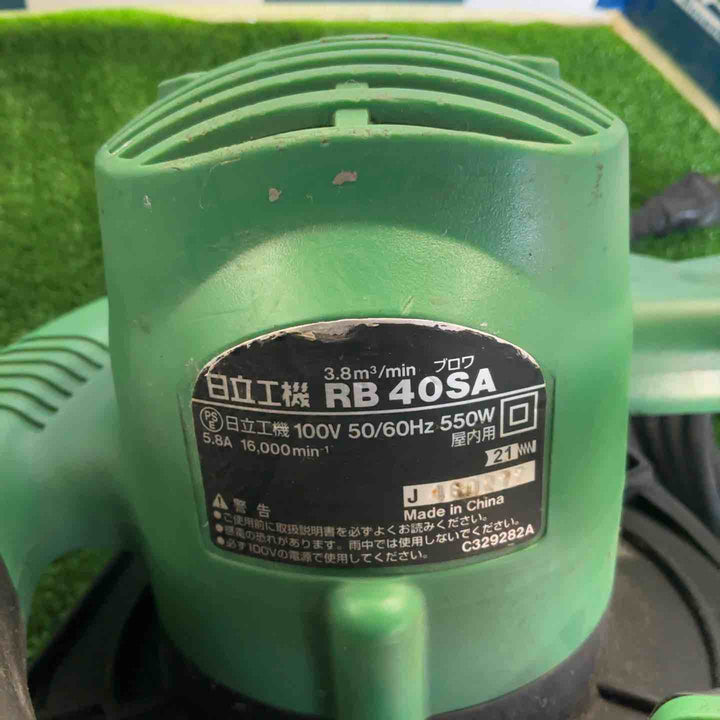 3.8m³/min ブロワ
日立工機 RB 40SA
PSE 日立工機 100V 50/60Hz 550W
5.8A 16,000min⁻¹ 屋内用
21
J
Made in China
警告
●ご使用前に取扱説明書を必ずよくお読みください。
●感電の恐れがあります。雨中では使用しないでください。
●必ず100Vの電源で使用してください。
C329282A